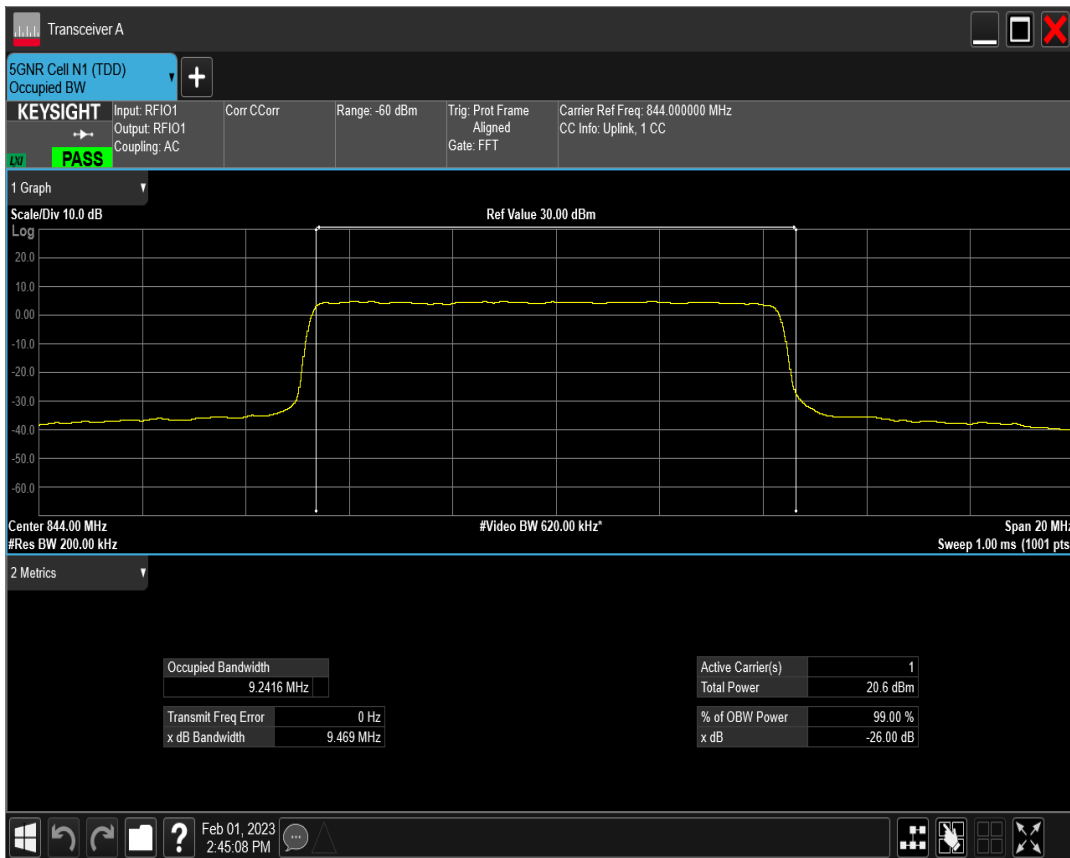 Transceiver A
5GNR Cell N1 (TDD)
Occupied BW
KEYSIGHT
LXI
PASS
Input: RFIO1
Output: RFIO1
Coupling: AC
Corr CCorr
Range: -60 dBm
Trig: Prot Frame
Aligned
Gate: FFT
Carrier Ref Freq: 844.000000 MHz
CC Info: Uplink, 1 CC
1 Graph
Scale/Div 10.0 dB
Ref Value 30.00 dBm
Log
20.0
10.0
0.00
-10.0
-20.0
-30.0
-40.0
-50.0
-60.0
Center 844.00 MHz
#Video BW 620.00 kHz*
Span 20 MHz
#Res BW 200.00 kHz
Sweep 1.00 ms (1001 pts
2 Metrics
Occupied Bandwidth
9.2416 MHz
Transmit Freq Error 0 Hz
x dB Bandwidth 9.469 MHz
Active Carrier(s) 1
Total Power 20.6 dBm
% of OBW Power 99.00 %
x dB -26.00 dB
?
Feb 01, 2023
2:45:08 PM